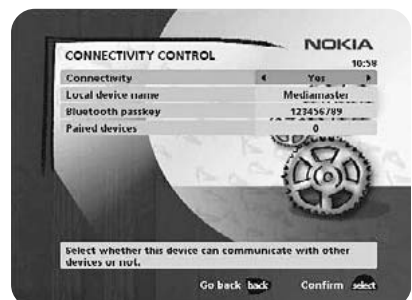 NOKIA
CONNECTIVITY CONTROL
10:58
Connectivity Yes
Local device name Mediamaster
Bluetooth passkey 123456789
Paired devices 0
Select whether this device can communicate with other
devices or not.
Go back back Confirm select